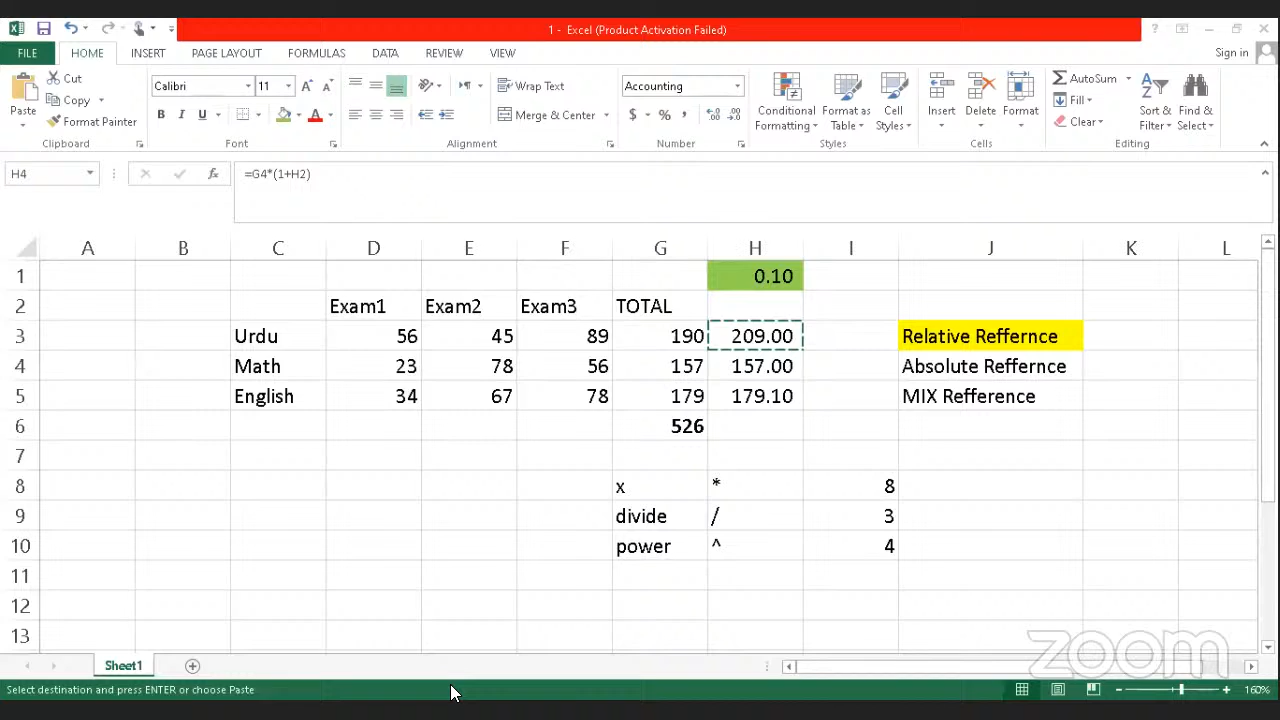 1 - Excel (Product Activation Failed)
FILE HOME INSERT PAGE LAYOUT FORMULAS DATA REVIEW VIEW Sign in
Paste Cut Copy Format Painter
Clipboard
Calibri 11
B I U A A A
Font
Wrap Text
Merge & Center
Alignment
Accounting
$ % ,
Number
Conditional Formatting Format as Table Cell Styles
Styles
Insert Delete Format
Cells
AutoSum Fill Clear Sort & Filter Find & Select
Editing
H4 fx =G4*(1+H2)
A B C D E F G H I J K L
1 0.10
2 Exam1 Exam2 Exam3 TOTAL
3 Urdu 56 45 89 190 209.00 Relative Reffernce
4 Math 23 78 56 157 157.00 Absolute Reffernce
5 English 34 67 78 179 179.10 MIX Refference
6 526
7
8 x * 8
9 divide / 3
10 power ^ 4
11
12
13
zoom
Sheet1
Select destination and press ENTER or choose Paste 160%